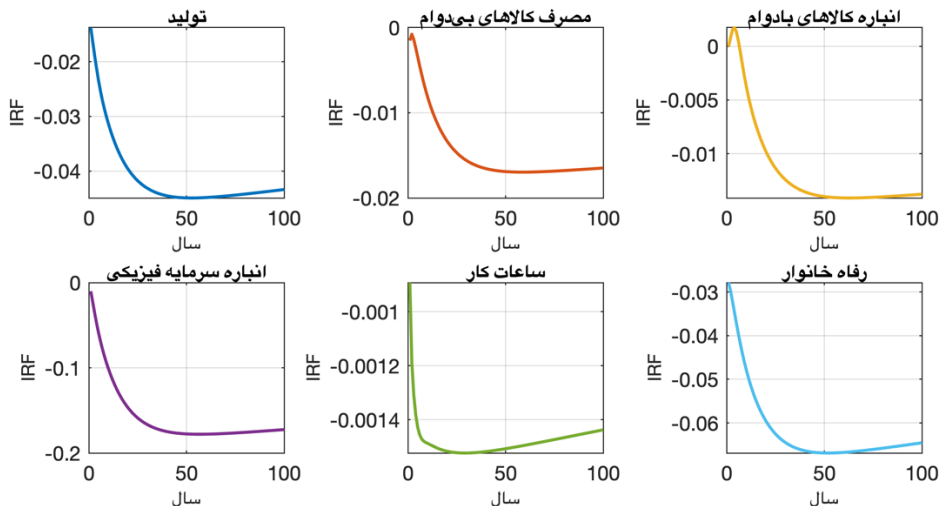 تولید
IRF
-0.02
-0.03
-0.04
0
50
100
سال
مصرف کالاهای بی‌دوام
IRF
0
-0.01
-0.02
0
50
100
سال
انباره کالاهای بادوام
IRF
0
-0.005
-0.01
0
50
100
سال
انباره سرمایه فیزیکی
IRF
0
-0.1
-0.2
0
50
100
سال
ساعات کار
IRF
-0.001
-0.0012
-0.0014
0
50
100
سال
رفاه خانوار
IRF
-0.03
-0.04
-0.05
-0.06
0
50
100
سال